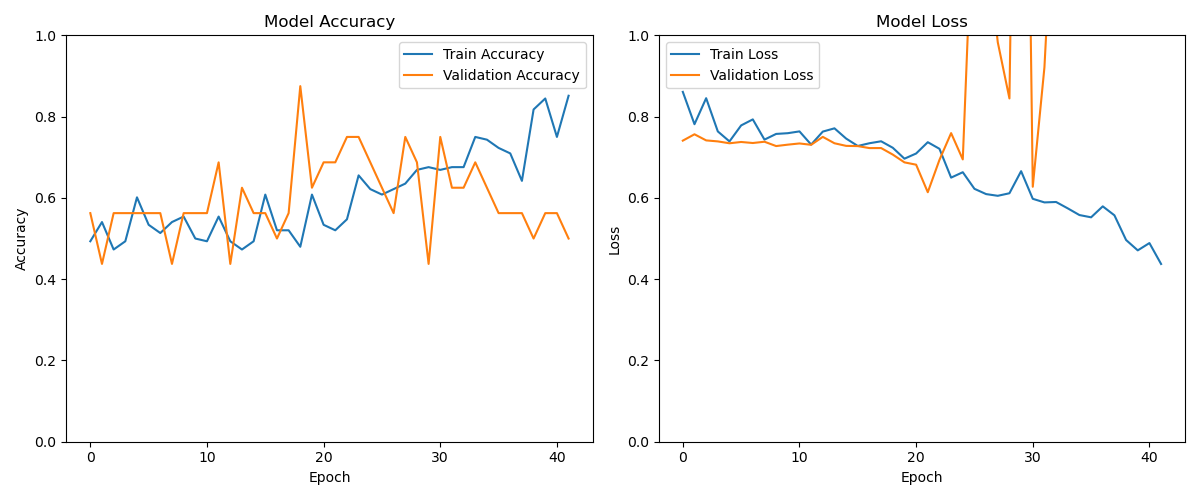 Model Accuracy
1.0
0.8
0.6
0.4
0.2
0.0
Accuracy
Train Accuracy
Validation Accuracy
0
10
20
30
40
Epoch
Model Loss
1.0
0.8
0.6
0.4
0.2
0.0
Loss
Train Loss
Validation Loss
0
10
20
30
40
Epoch